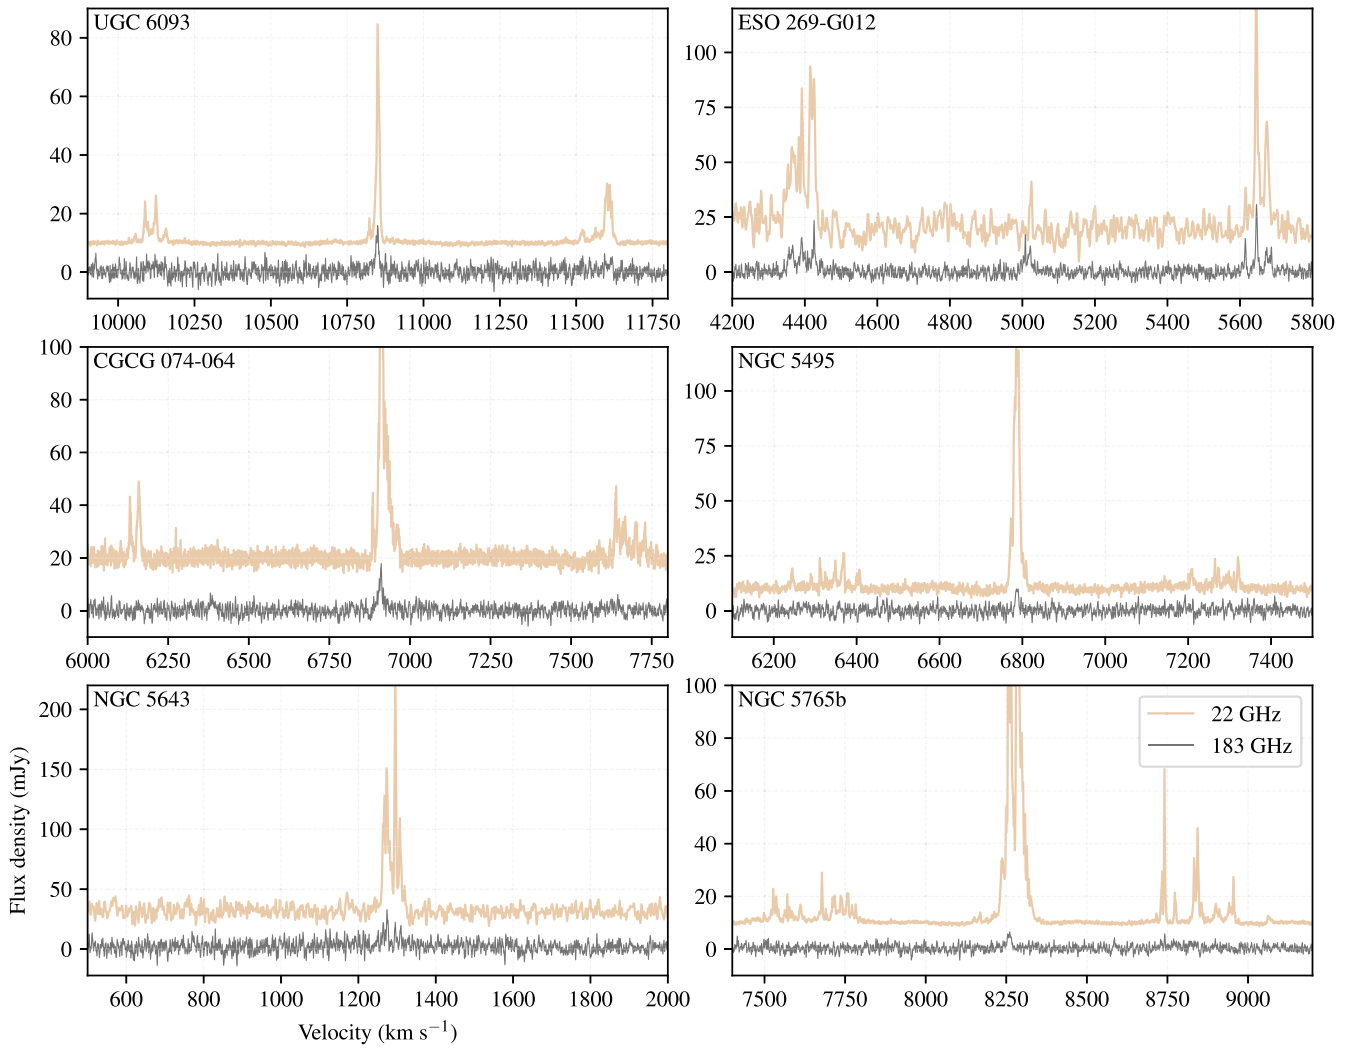 UGC 6093
80
60
40
20
0
10000 10250 10500 10750 11000 11250 11500 11750
ESO 269-G012
100
75
50
25
0
4200 4400 4600 4800 5000 5200 5400 5600 5800
CGCG 074-064
100
80
60
40
20
0
6000 6250 6500 6750 7000 7250 7500 7750
NGC 5495
100
75
50
25
0
6200 6400 6600 6800 7000 7200 7400
NGC 5643
200
150
100
50
0
600 800 1000 1200 1400 1600 1800 2000
Flux density (mJy)
Velocity (km s⁻¹)
NGC 5765b
22 GHz
183 GHz
100
80
60
40
20
0
7500 7750 8000 8250 8500 8750 9000